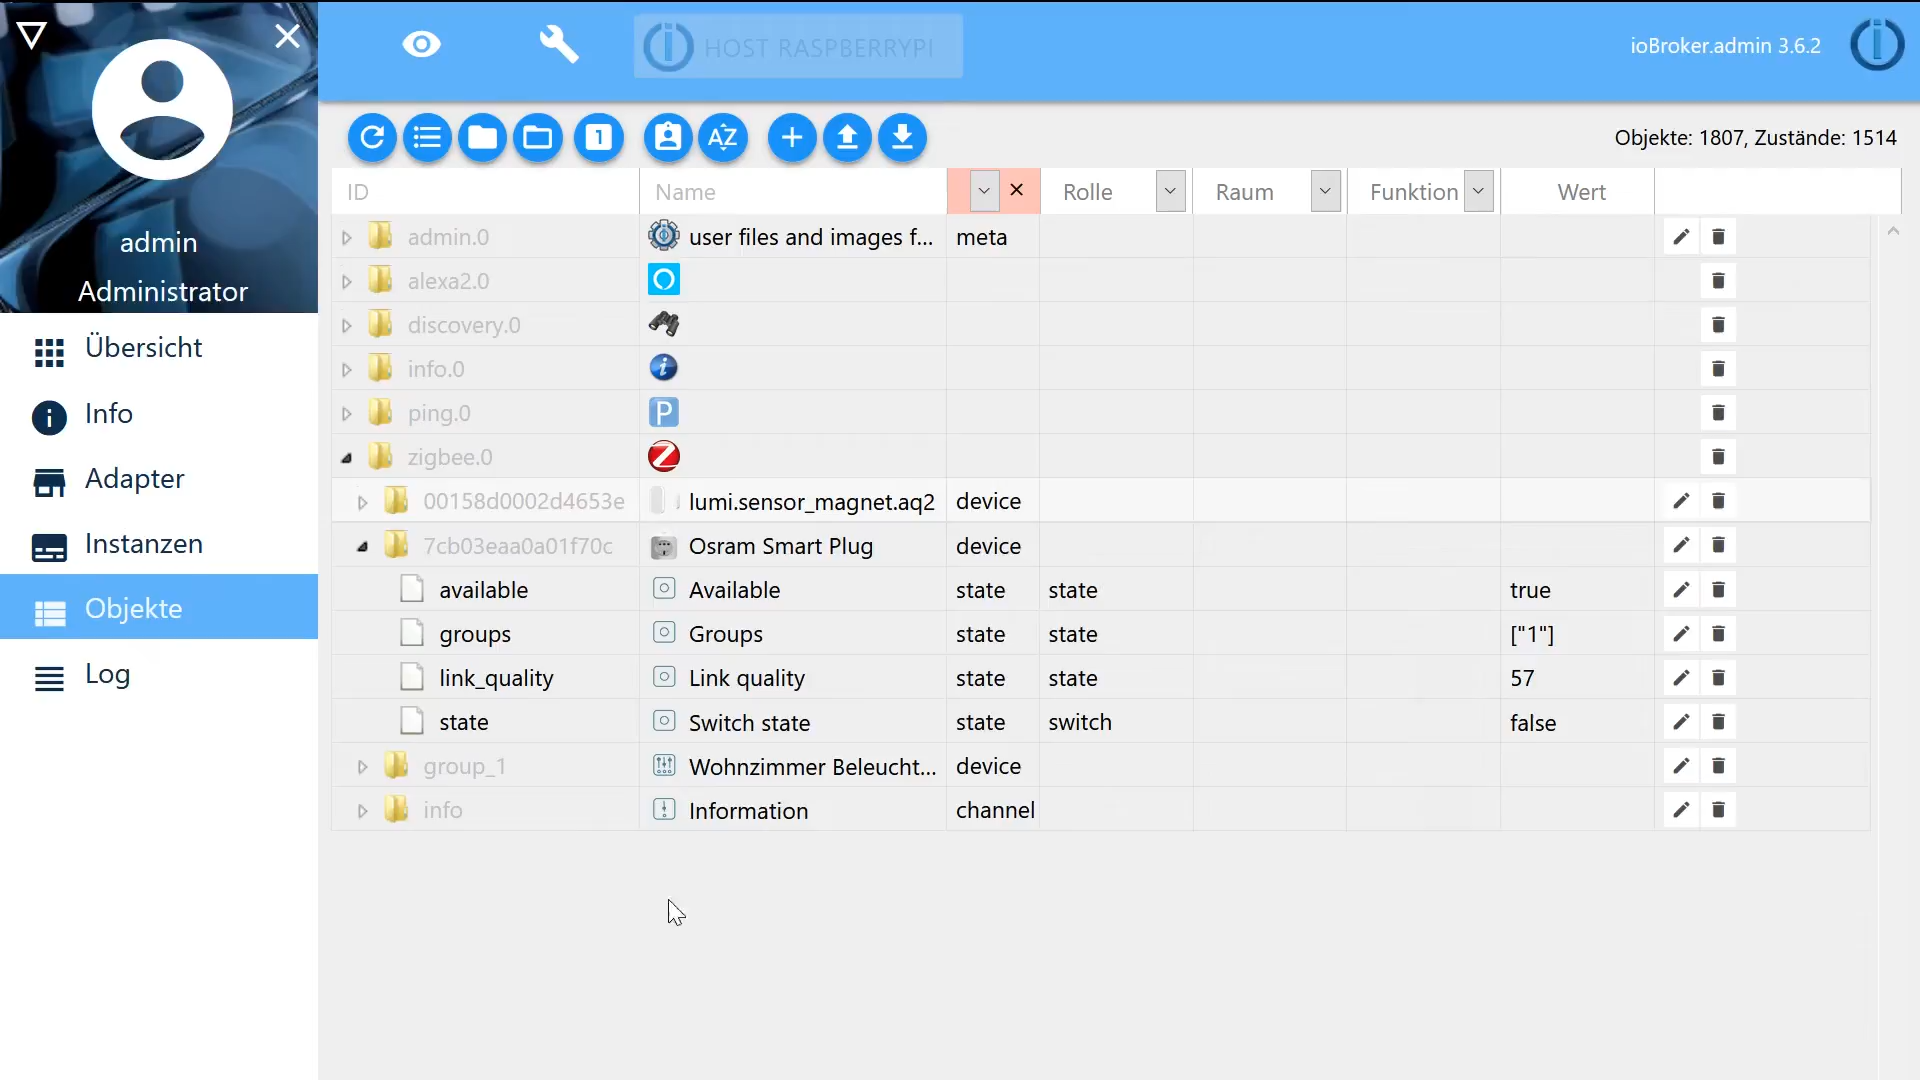 HOST RASPBERRYPI
ioBroker.admin 3.6.2
admin
Administrator
Übersicht
Info
Adapter
Instanzen
Objekte
Log
1
AZ
Objekte: 1807, Zustände: 1514
ID Name Rolle Raum Funktion Wert
admin.0 user files and images f... meta
alexa2.0
discovery.0
info.0
ping.0
zigbee.0
00158d0002d4653e lumi.sensor_magnet.aq2 device
7cb03eaa0a01f70c Osram Smart Plug device
available Available state state true
groups Groups state state ["1"]
link_quality Link quality state state 57
state Switch state state switch false
group_1 Wohnzimmer Beleucht... device
info Information channel